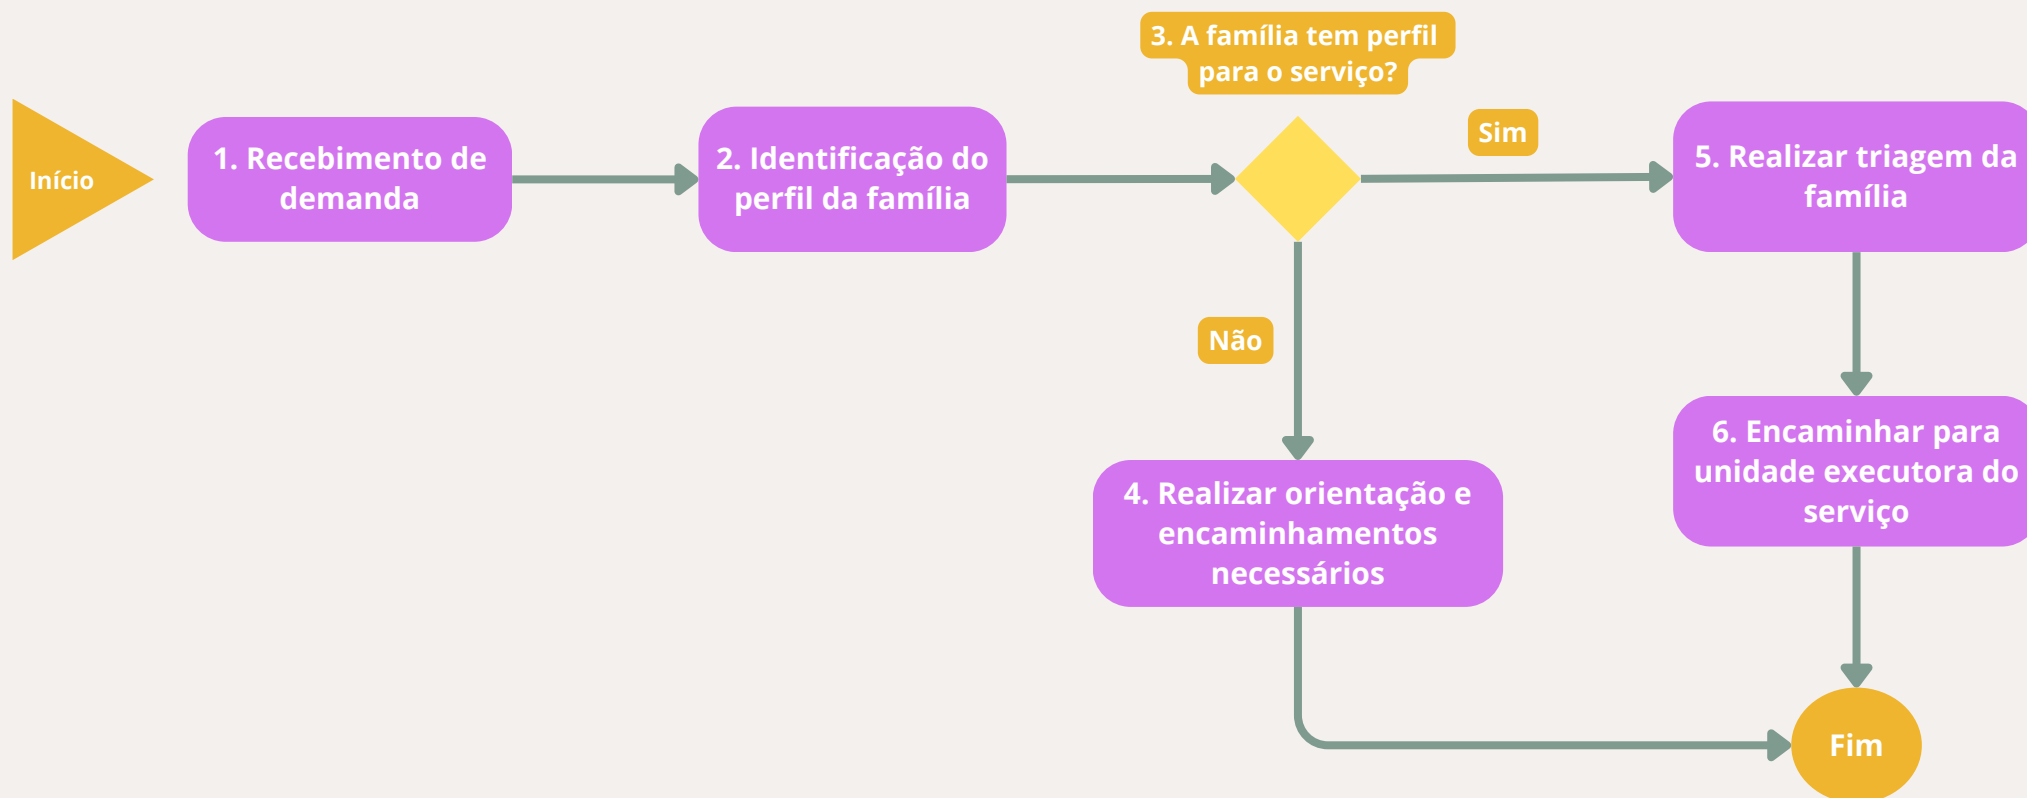 Início
1. Recebimento de
demanda
2. Identificação do
perfil da família
3. A família tem perfil
para o serviço?
Sim
5. Realizar triagem da
família
Não
6. Encaminhar para
unidade executora do
serviço
4. Realizar orientação e
encaminhamentos
necessários
Fim